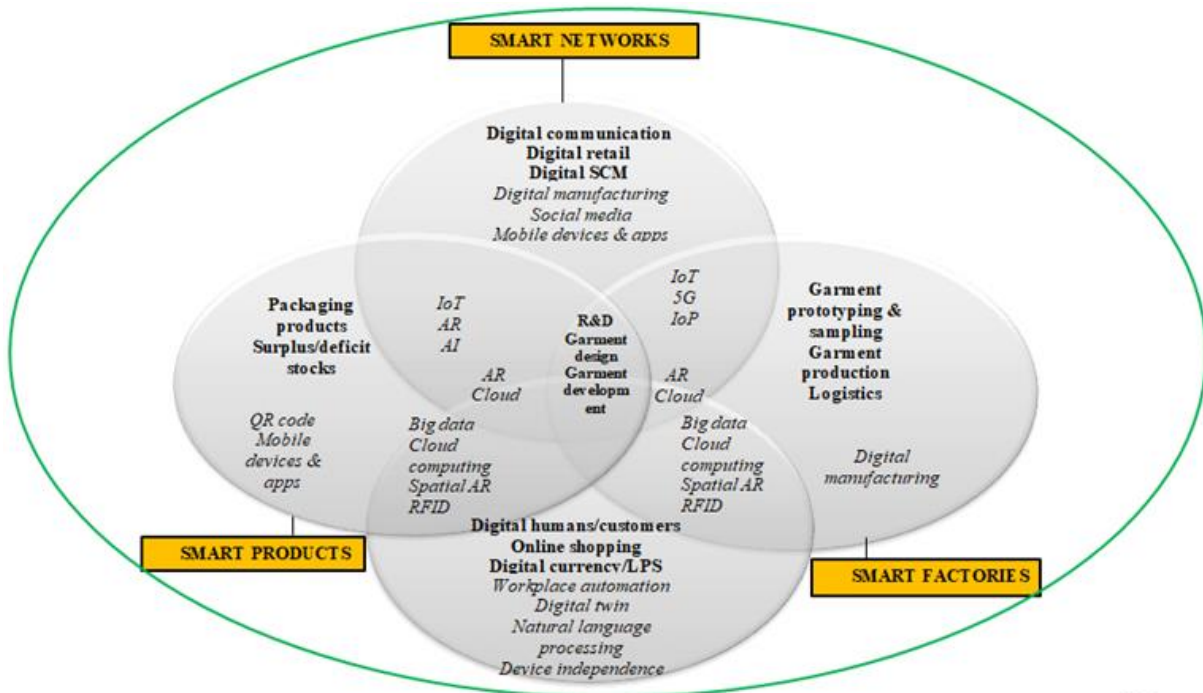 SMART NETWORKS
Digital communication
Digital retail
Digital SCM
Digital manufacturing
Social media
Mobile devices & apps
Packaging
products
Surplus/deficit
stocks
IoT
AR
AI
R&D
Garment
design
Garment
developm
ent
IoT
5G
IoP
Garment
prototyping &
sampling
Garment
production
Logistics
AR
Cloud
AR
Cloud
QR code
Mobile
devices &
apps
Big data
Cloud
computing
Spatial AR
RFID
Big data
Cloud
computing
Spatial AR
RFID
Digital
manufacturing
Digital humans/customers
Online shopping
Digital currency/LPS
Workplace automation
Digital twin
Natural language
processing
Device independence
SMART PRODUCTS
SMART FACTORIES